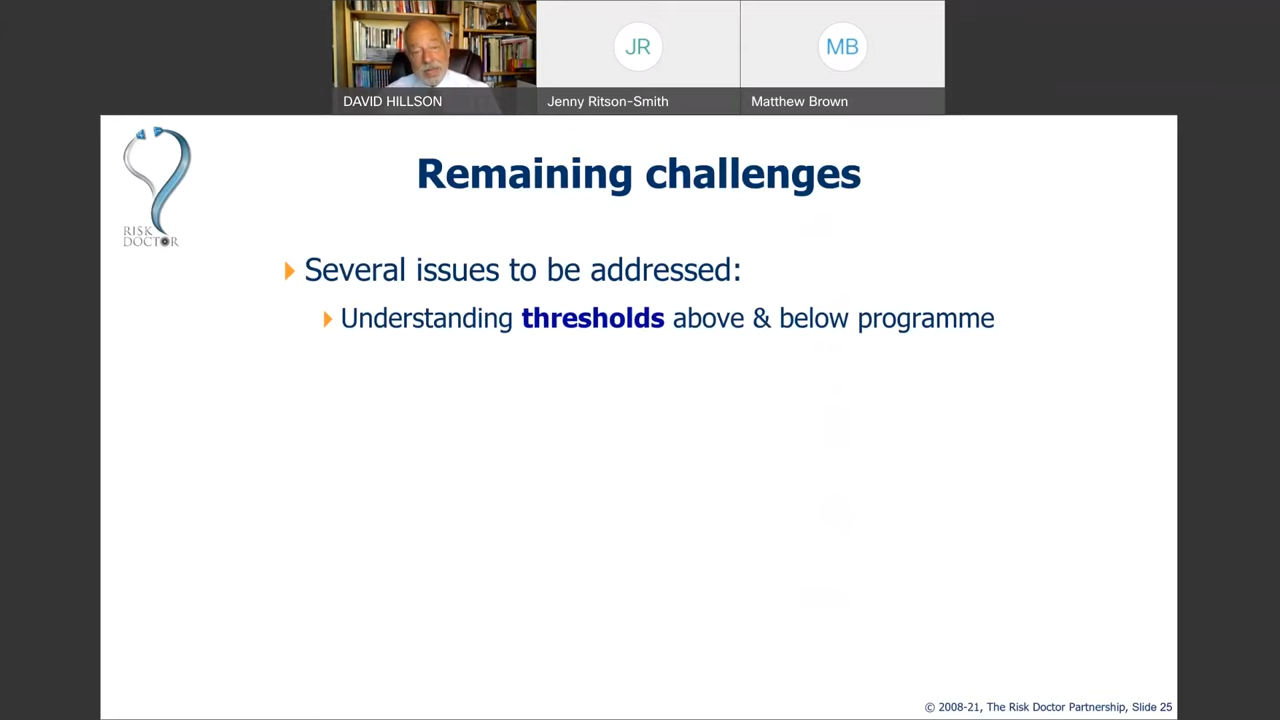 JR
MB
DAVID HILLSON
Jenny Ritson-Smith
Matthew Brown
RISK
DOCTOR
Remaining challenges
Several issues to be addressed:
Understanding thresholds above & below programme
© 2008-21, The Risk Doctor Partnership, Slide 25